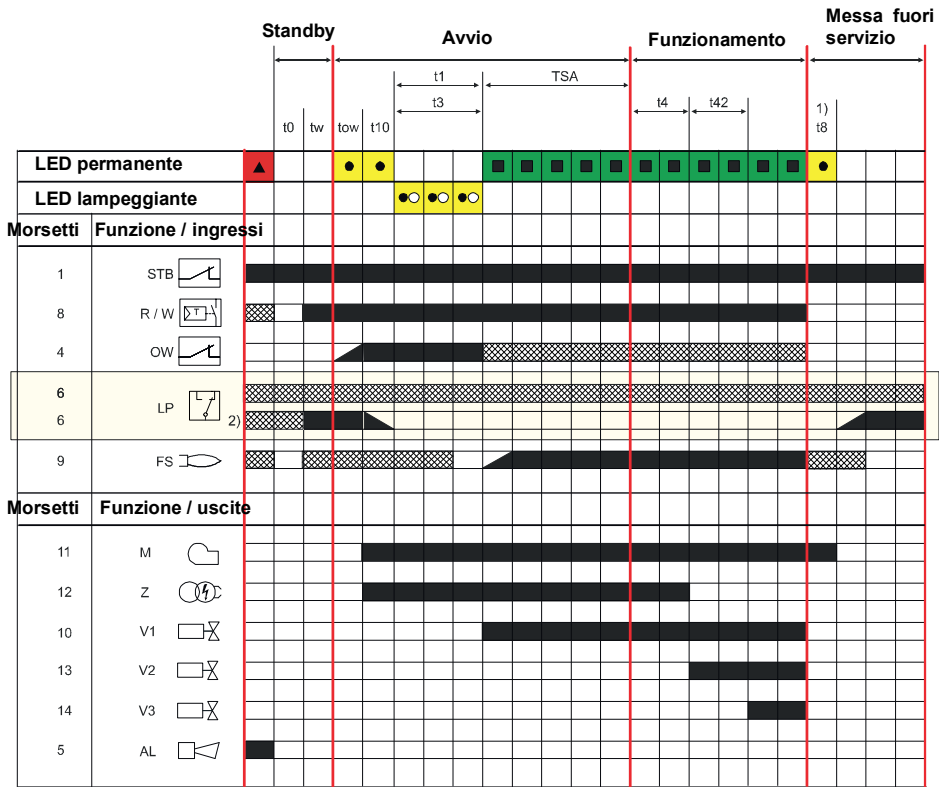 Standby
Avvio
Funzionamento
Messa fuori
servizio
t1
TSA
t3
t4
t42
1)
t0
tw
tow
t10
t8
LED permanente
LED lampeggiante
Morsetti
Funzione / ingressi
1
STB
8
R / W
T
4
OW
6
LP
6
2)
9
FS
Morsetti
Funzione / uscite
11
M
12
Z
10
V1
13
V2
14
V3
5
AL